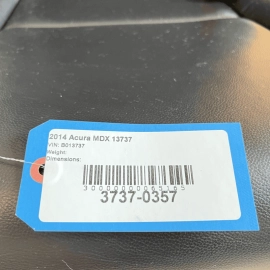 2014 Acura MDX 13737
VIN: B013737
Weight:
Dimensions:
3737-0357